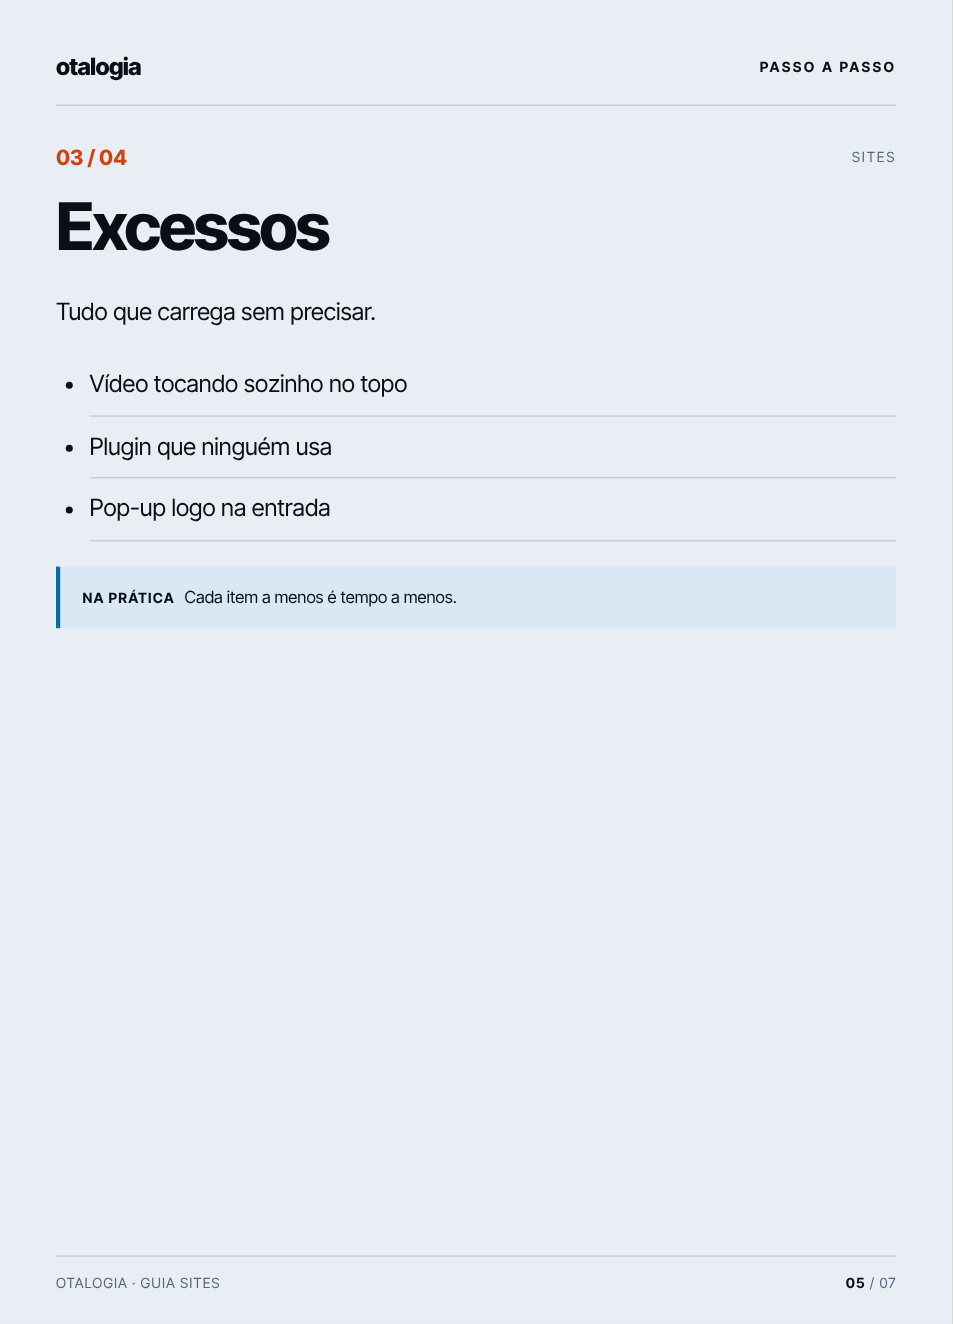 otalogia
PASSO A PASSO
03 / 04
SITES
Excessos
Tudo que carrega sem precisar.
• Vídeo tocando sozinho no topo
• Plugin que ninguém usa
• Pop-up logo na entrada
NA PRÁTICA Cada item a menos é tempo a menos.
OTALOGIA · GUIA SITES
05 / 07